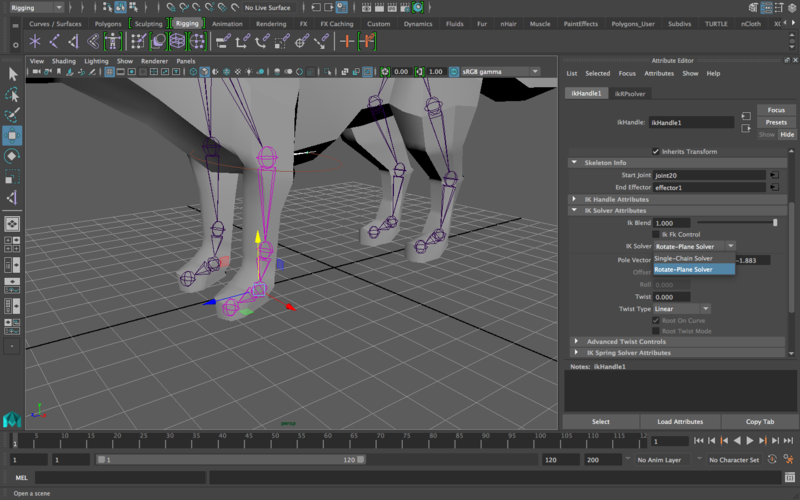 Rigging
No Live Surface
Curves / Surfaces Polygons Sculpting Rigging Animation Rendering FX FX Caching Custom Dynamics Fluids Fur nHair Muscle PaintEffects Polygons_User Subdivs TURTLE nCloth
View Shading Lighting Show Renderer Panels
0.00 1.00 sRGB gamma
persp
Attribute Editor
List Selected Focus Attributes Show Help
ikHandle1 ikRPsolver
Focus
Presets
ikHandle: ikHandle1
Show Hide
Inherits Transform
Skeleton Info
Start Joint joint20
End Effector effector1
IK Handle Attributes
IK Solver Attributes
Ik Blend 1.000
Ik Fk Control
IK Solver Rotate-Plane Solver
Single-Chain Solver
Rotate-Plane Solver
Pole Vector -1.883
Offset
Roll 0.000
Twist 0.000
Twist Type Linear
Root On Curve
Root Twist Mode
Advanced Twist Controls
IK Spring Solver Attributes
Notes: ikHandle1
Select Load Attributes Copy Tab
1 5 10 15 20 25 30 35 40 45 50 55 60 65 70 75 80 85 90 95 100 105 110 115 12
1
1 1 1 120 120 200 No Anim Layer No Character Set
MEL
Open a scene